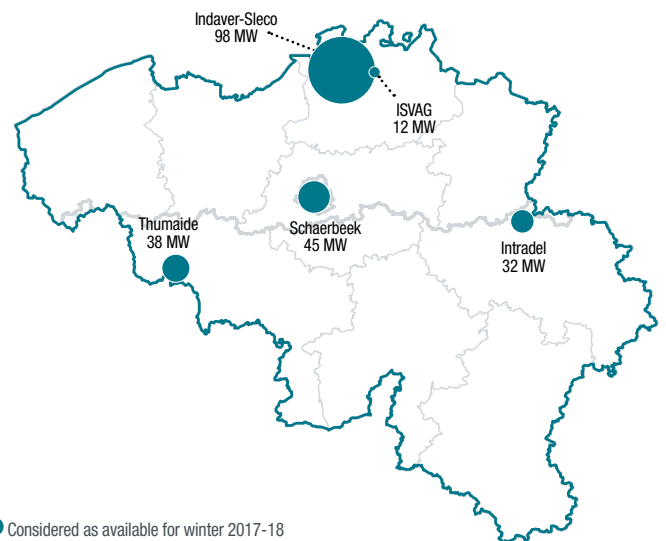 Indaver-Sleco
98 MW
ISVAG
12 MW
Thumaide
38 MW
Schaerbeek
45 MW
Intradel
32 MW
Considered as available for winter 2017-18